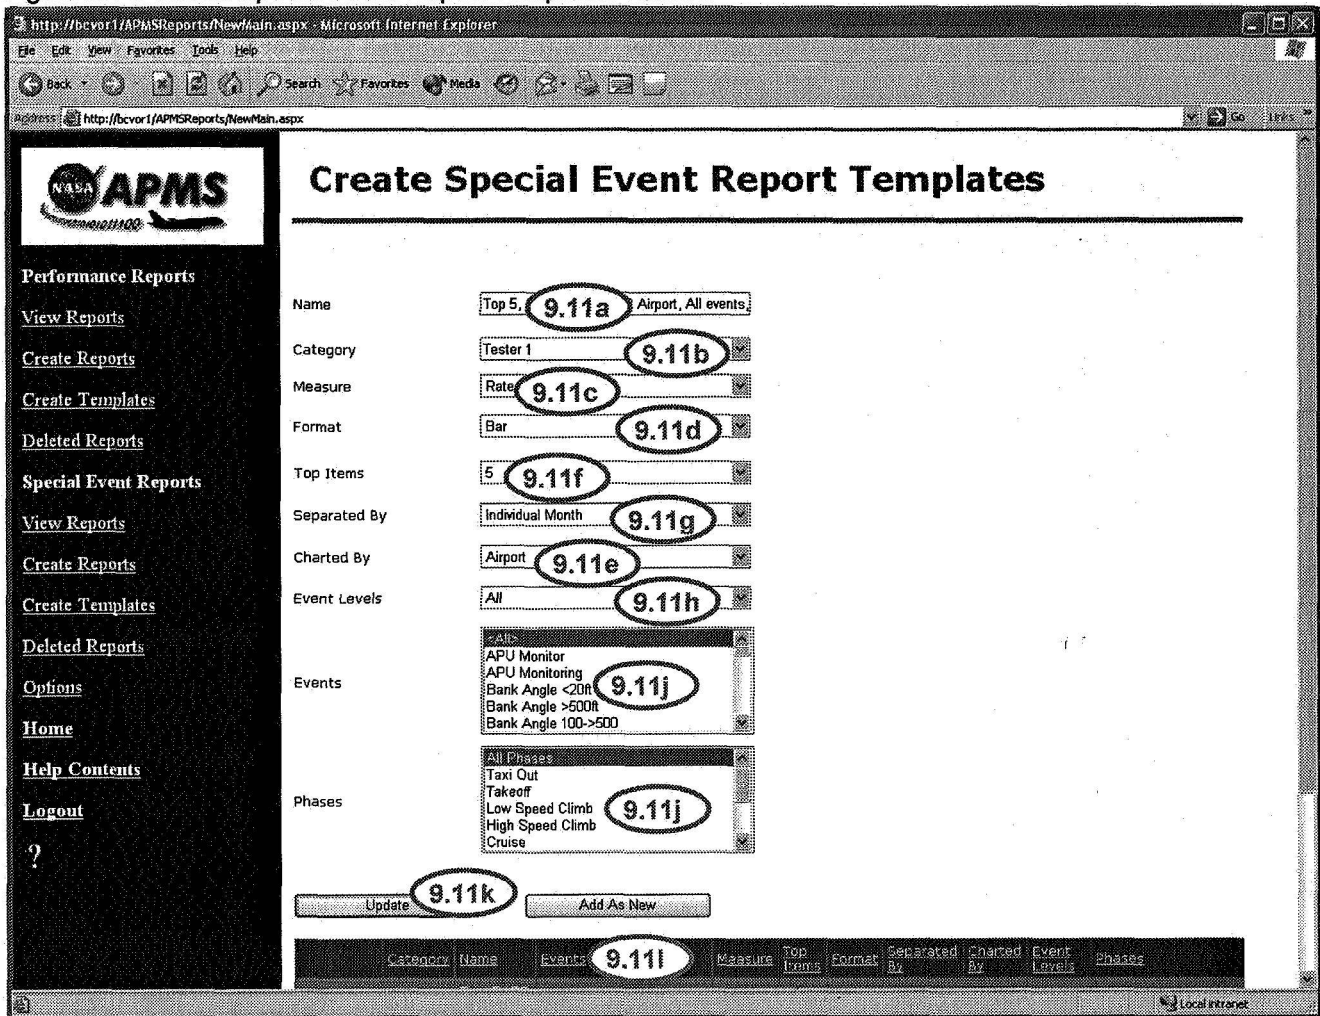 http://bcvor1/APMSReports/NewMain.aspx - Microsoft Internet Explorer
File Edit View Favorites Tools Help
Back Search Favorites Media
Address http://bcvor1/APMSReports/NewMain.aspx Go Links »
NASA APMS
Create Special Event Report Templates
Performance Reports
View Reports
Create Reports
Create Templates
Deleted Reports
Special Event Reports
View Reports
Create Reports
Create Templates
Deleted Reports
Options
Home
Help Contents
Logout
?
Name Top 5, 9.11a Airport, All events,
Category Tester 1 9.11b
Measure Rate 9.11c
Format Bar 9.11d
Top Items 5 9.11f
Separated By Individual Month 9.11g
Charted By Airport 9.11e
Event Levels All 9.11h
Events
<All>
APU Monitor
APU Monitoring
Bank Angle <20ft 9.11j
Bank Angle >500ft
Bank Angle 100->500
Phases
All Phases
Taxi Out
Takeoff
Low Speed Climb 9.11j
High Speed Climb
Cruise
Update 9.11k Add As New
Category Name Events 9.11l Measure Top Items Format Separated By Charted By Event Levels Phases
Local intranet